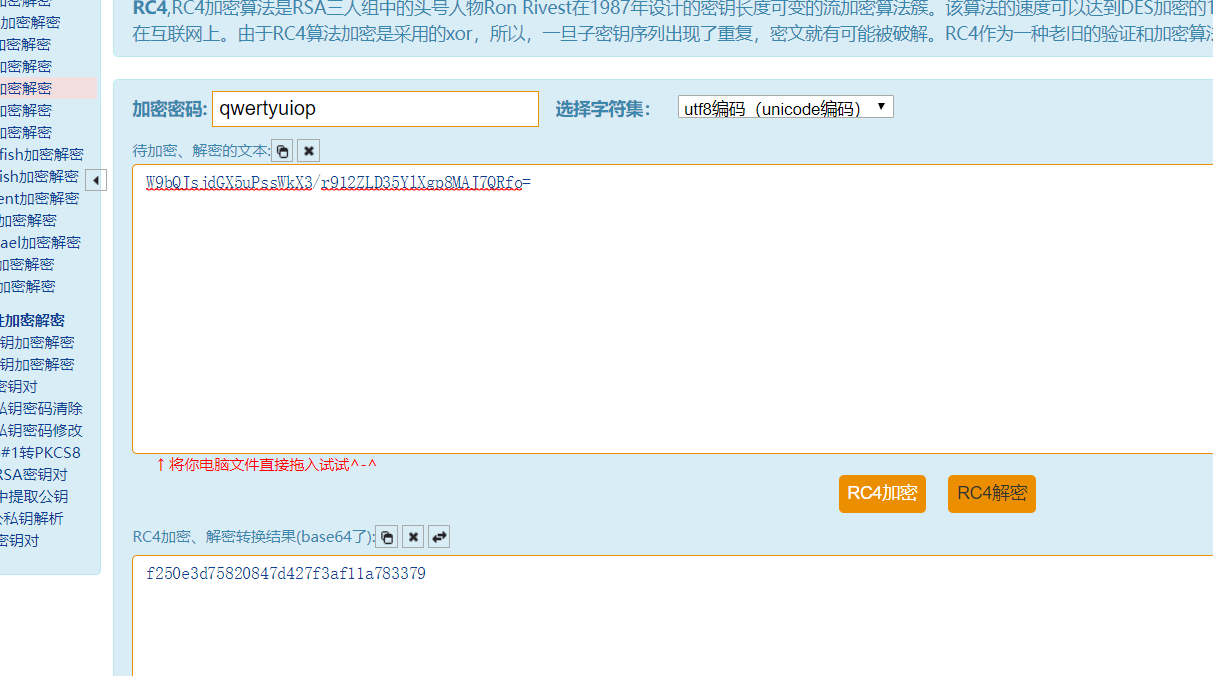 RC4,RC4加密算法是RSA三人组中的头号人物Ron Rivest在1987年设计的密钥长度可变的流加密算法簇。该算法的速度可以达到DES加密的1
在互联网上。由于RC4算法加密是采用的xor，所以，一旦子密钥序列出现了重复，密文就有可能被破解。RC4作为一种老旧的验证和加密算法
加密解密
加密解密
加密解密
加密解密
加密解密
加密解密
fish加密解密
ish加密解密
ent加密解密
加密解密
ael加密解密
加密解密
加密解密
加密解密
钥加密解密
钥加密解密
密钥对
私钥密码清除
私钥密码修改
#1转PKCS8
RSA密钥对
中提取公钥
公私钥解析
密钥对
加密密码: qwertyuiop 选择字符集： utf8编码（unicode编码）
待加密、解密的文本:
W9bQJsjdGX5uPssWkX3/r912ZLD35YlXgp8MAJ7QRfo=
↑将你电脑文件直接拖入试试^-^
RC4加密 RC4解密
RC4加密、解密转换结果(base64了):
f250e3d75820847d427f3af11a783379